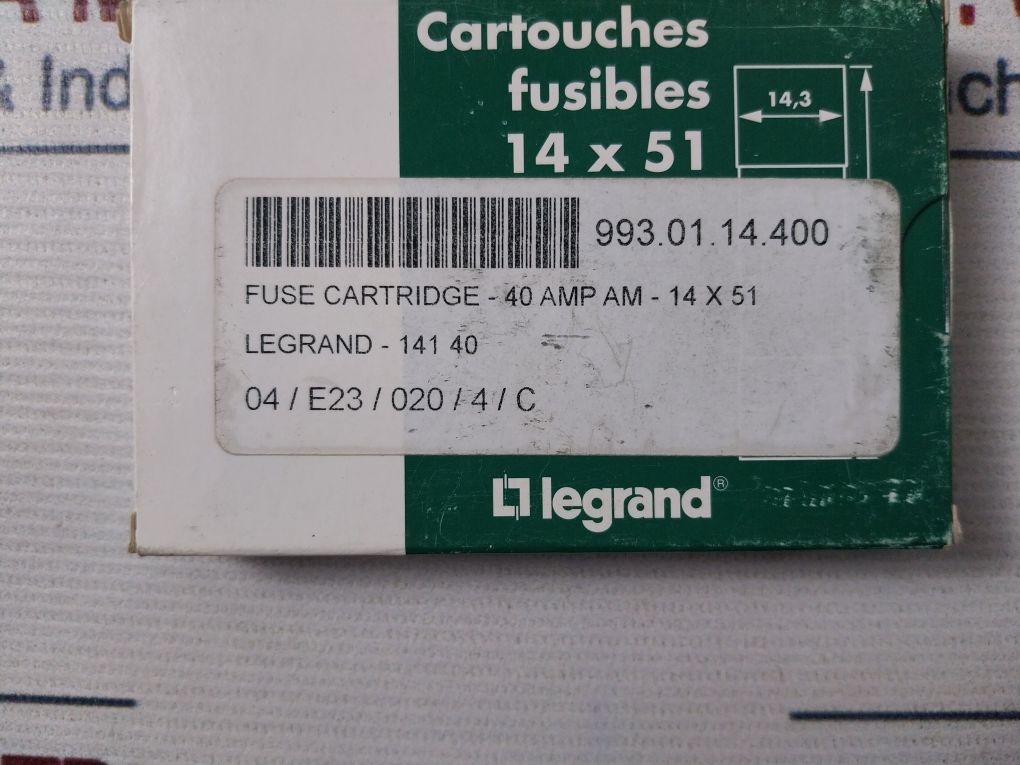 Cartouches
fusibles
14 x 51
14,3
993.01.14.400
FUSE CARTRIDGE - 40 AMP AM - 14 X 51
LEGRAND - 141 40
04 / E23 / 020 / 4 / C
legrand®
& Ind